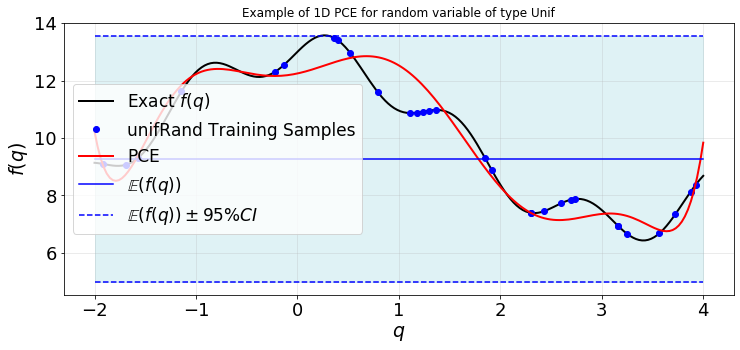 Example of 1D PCE for random variable of type Unif
f(q)
14
12
10
8
6
Exact f(q)
unifRand Training Samples
PCE
𝔼(f(q))
𝔼(f(q)) ± 95%CI
−2 −1 0 1 2 3 4
q